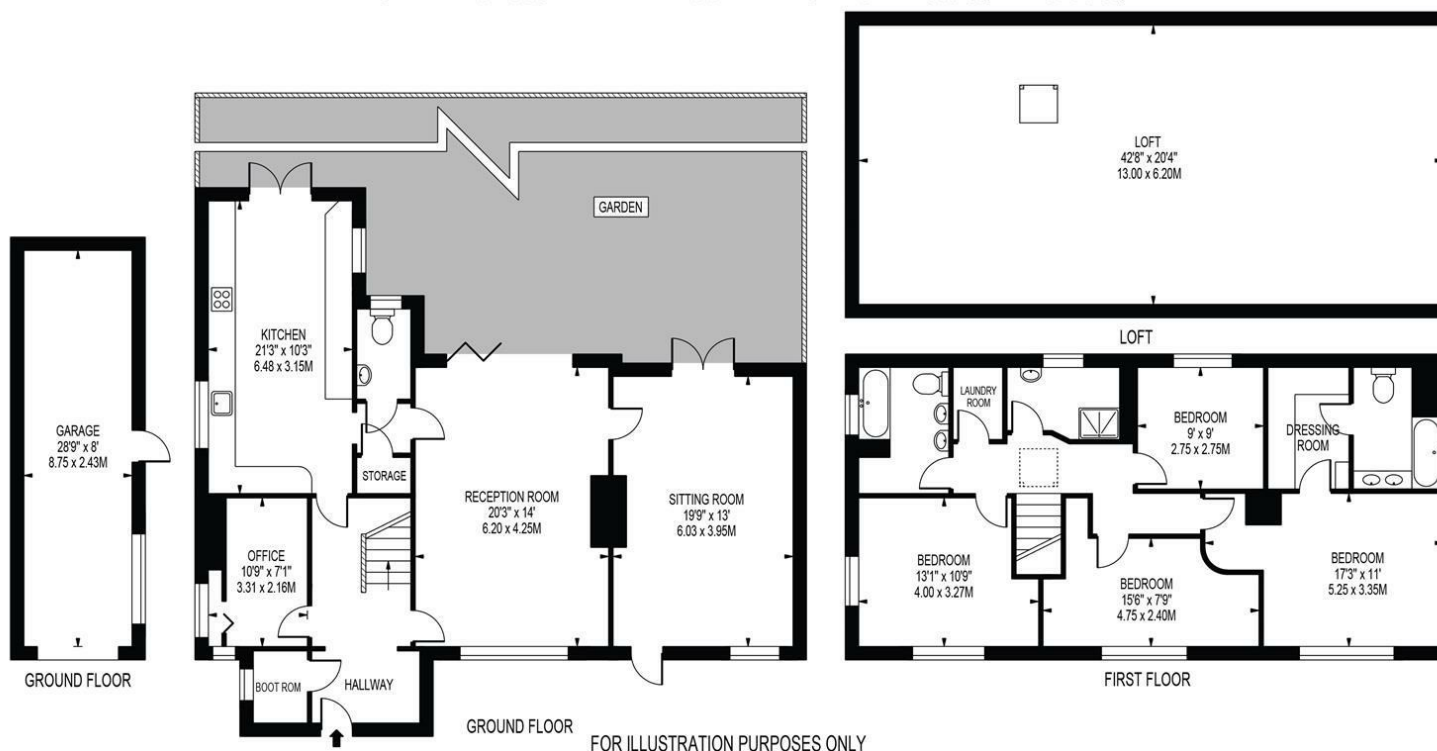 LOFT
42'8" x 20'4"
13.00 x 6.20M
LOFT
GARDEN
KITCHEN
21'3" x 10'3"
6.48 x 3.15M
GARAGE
28'9" x 8'
8.75 x 2.43M
GROUND FLOOR
STORAGE
RECEPTION ROOM
20'3" x 14'
6.20 x 4.25M
SITTING ROOM
19'9" x 13'
6.03 x 3.95M
OFFICE
10'9" x 7'1"
3.31 x 2.16M
BOOT ROM
HALLWAY
GROUND FLOOR
LAUNDRY
ROOM
BEDROOM
9' x 9'
2.75 x 2.75M
DRESSING
ROOM
BEDROOM
13'1" x 10'9"
4.00 x 3.27M
BEDROOM
15'6" x 7'9"
4.75 x 2.40M
BEDROOM
17'3" x 11'
5.25 x 3.35M
FIRST FLOOR
FOR ILLUSTRATION PURPOSES ONLY